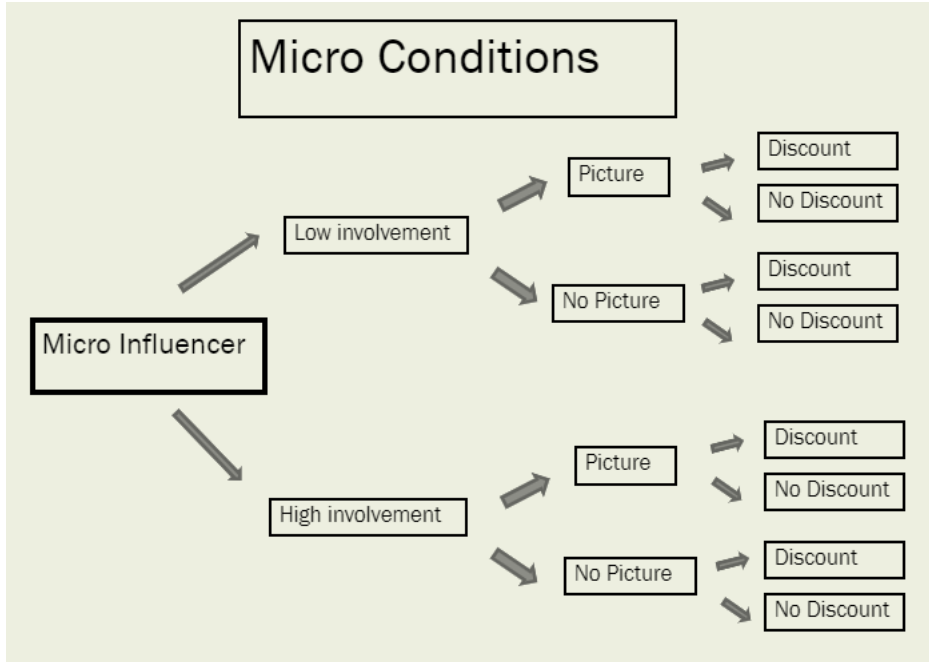 Micro Conditions
Micro Influencer
Low involvement
Picture
Discount
No Discount
No Picture
Discount
No Discount
High involvement
Picture
Discount
No Discount
No Picture
Discount
No Discount